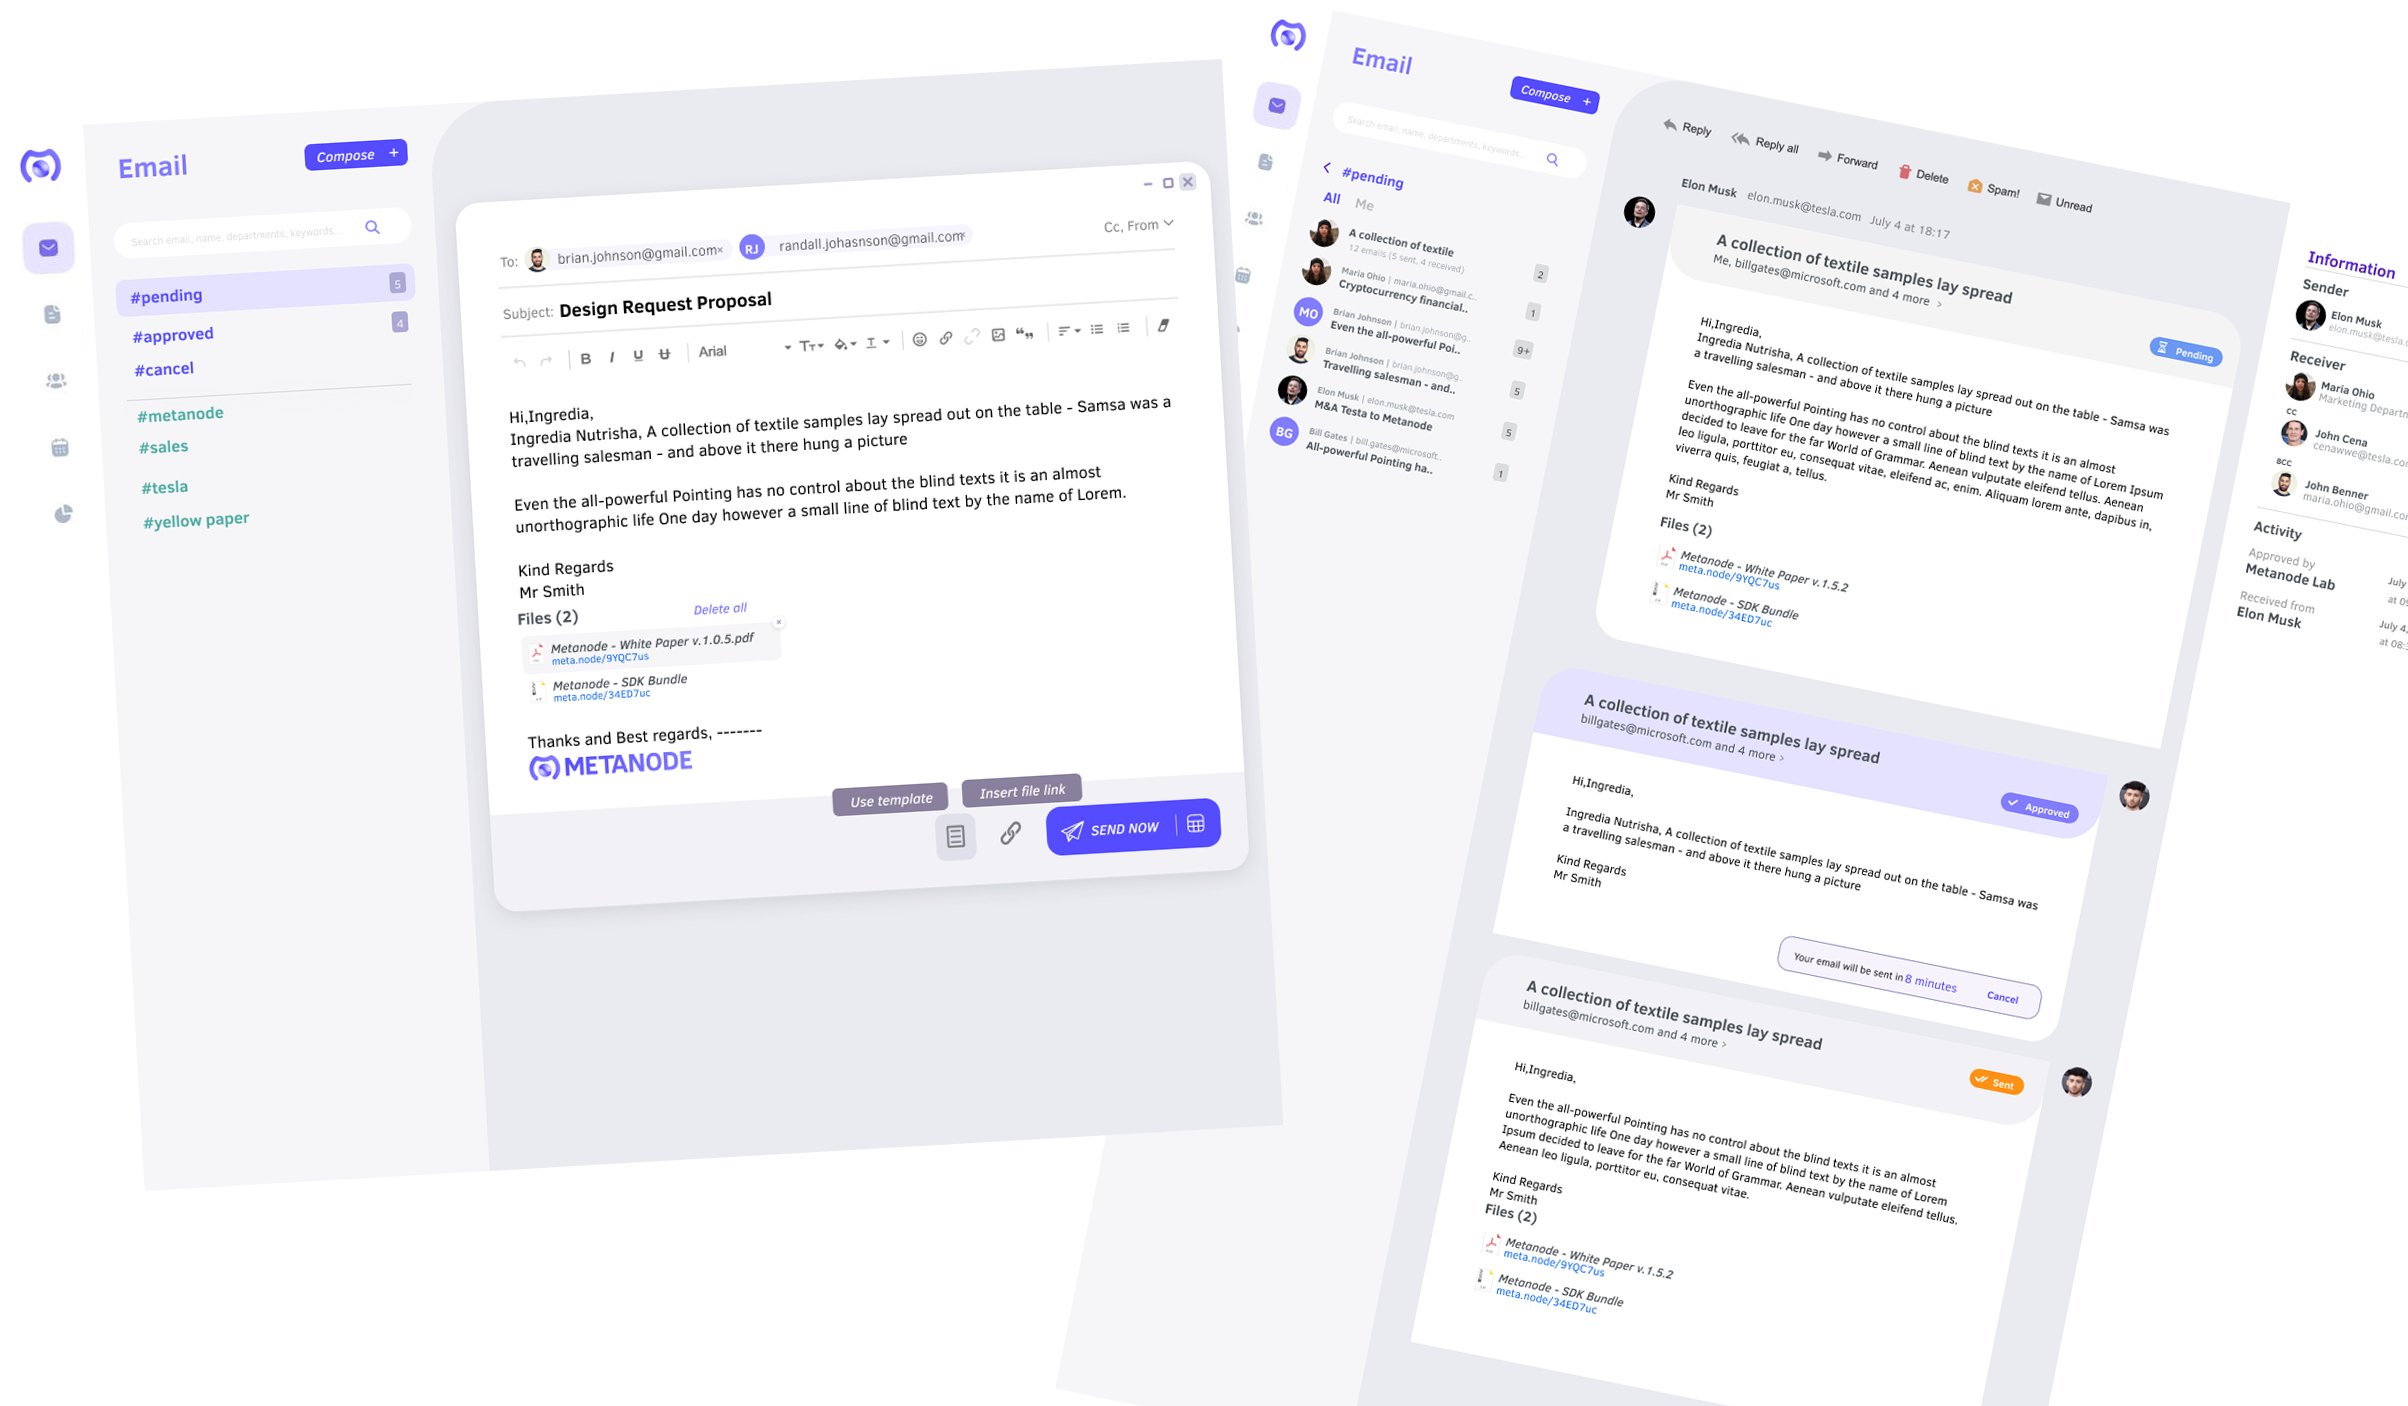 Email
Compose +
Search email, name, departments, keywords...
#pending 5
#approved 4
#cancel
#metanode
#sales
#tesla
#yellow paper
To: brian.johnson@gmail.com× RJ randall.johasnson@gmail.com× Cc, From
Subject: Design Request Proposal
B I U U Arial
Hi,Ingredia,
Ingredia Nutrisha, A collection of textile samples lay spread out on the table - Samsa was a
travelling salesman - and above it there hung a picture
Even the all-powerful Pointing has no control about the blind texts it is an almost
unorthographic life One day however a small line of blind text by the name of Lorem.
Kind Regards
Mr Smith
Files (2) Delete all
Metanode - White Paper v.1.0.5.pdf
meta.node/9YQC7us
Metanode - SDK Bundle
meta.node/34ED7uc
Thanks and Best regards, -------
METANODE
Use template Insert file link
SEND NOW
Email
Compose +
Search email, name, departments, keywords...
#pending
All Me
A collection of textile
12 emails (5 sent, 4 received) 2
Maria Ohio | maria.ohio@gmail.c..
Cryptocurrency financial.. 1
MO Brian Johnson | brian.johnson@g..
Even the all-powerful Poi.. 9+
Brian Johnson | brian.johnson@g..
Travelling salesman - and.. 5
Elon Musk | elon.musk@tesla.com
M&A Testa to Metanode 5
BG Bill Gates | bill.gates@microsoft..
All-powerful Pointing ha.. 1
Reply Reply all Forward Delete Spam! Unread
Elon Musk elon.musk@tesla.com July 4 at 18:17
A collection of textile samples lay spread
Me, billgates@microsoft.com and 4 more >
Pending
Hi,Ingredia,
Ingredia Nutrisha, A collection of textile samples lay spread out on the table - Samsa was
a travelling salesman - and above it there hung a picture
Even the all-powerful Pointing has no control about the blind texts it is an almost
unorthographic life One day however a small line of blind text by the name of Lorem Ipsum
decided to leave for the far World of Grammar. Aenean vulputate eleifend tellus. Aenean
leo ligula, porttitor eu, consequat vitae, eleifend ac, enim. Aliquam lorem ante, dapibus in,
viverra quis, feugiat a, tellus.
Kind Regards
Mr Smith
Files (2)
Metanode - White Paper v.1.5.2
meta.node/9YQC7us
Metanode - SDK Bundle
meta.node/34ED7uc
A collection of textile samples lay spread
billgates@microsoft.com and 4 more >
Approved
Hi,Ingredia,
Ingredia Nutrisha, A collection of textile samples lay spread out on the table - Samsa was
a travelling salesman - and above it there hung a picture
Kind Regards
Mr Smith
Your email will be sent in 8 minutes Cancel
A collection of textile samples lay spread
billgates@microsoft.com and 4 more >
Sent
Hi,Ingredia,
Even the all-powerful Pointing has no control about the blind texts it is an almost
unorthographic life One day however a small line of blind text by the name of Lorem
Ipsum decided to leave for the far World of Grammar. Aenean vulputate eleifend tellus.
Aenean leo ligula, porttitor eu, consequat vitae.
Kind Regards
Mr Smith
Files (2)
Metanode - White Paper v.1.5.2
meta.node/9YQC7us
Metanode - SDK Bundle
meta.node/34ED7uc
Information
Sender
Elon Musk
elon.musk@tesla.c
Receiver
Maria Ohio
Marketing Departm
CC
John Cena
cenawwe@tesla.co
BCC
John Benner
maria.ohio@gmail.co
Activity
Approved by
Metanode Lab
July
at 09
Received from
Elon Musk
July 4,
at 08: